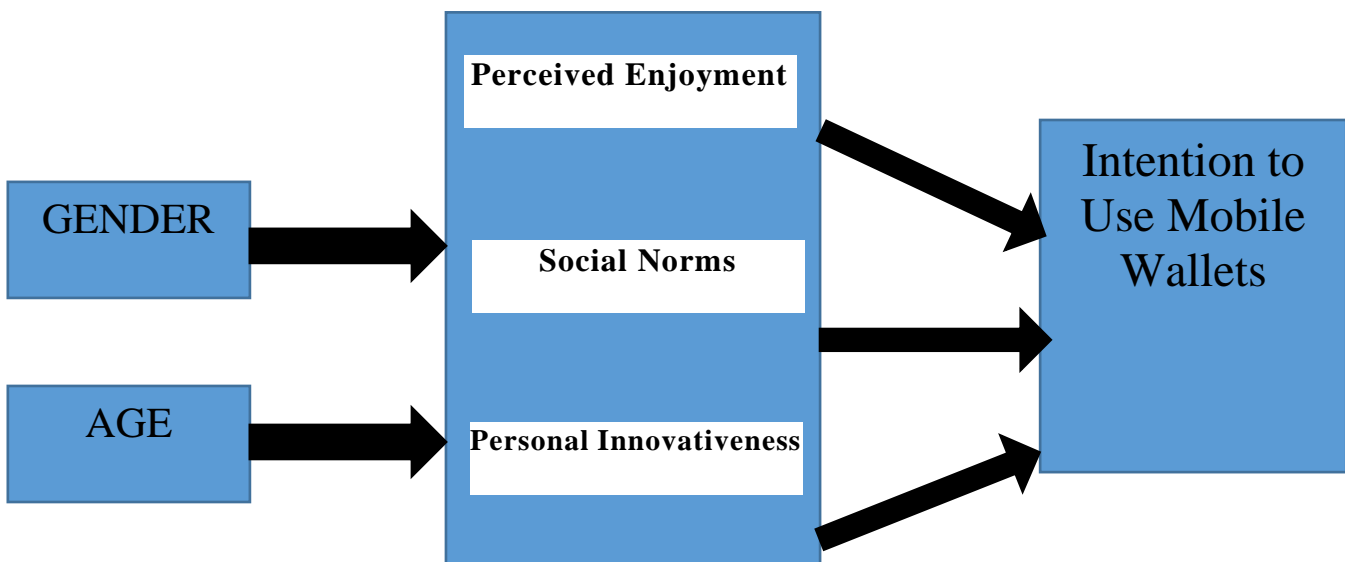 GENDER
AGE
Perceived Enjoyment
Social Norms
Personal Innovativeness
Intention to
Use Mobile
Wallets